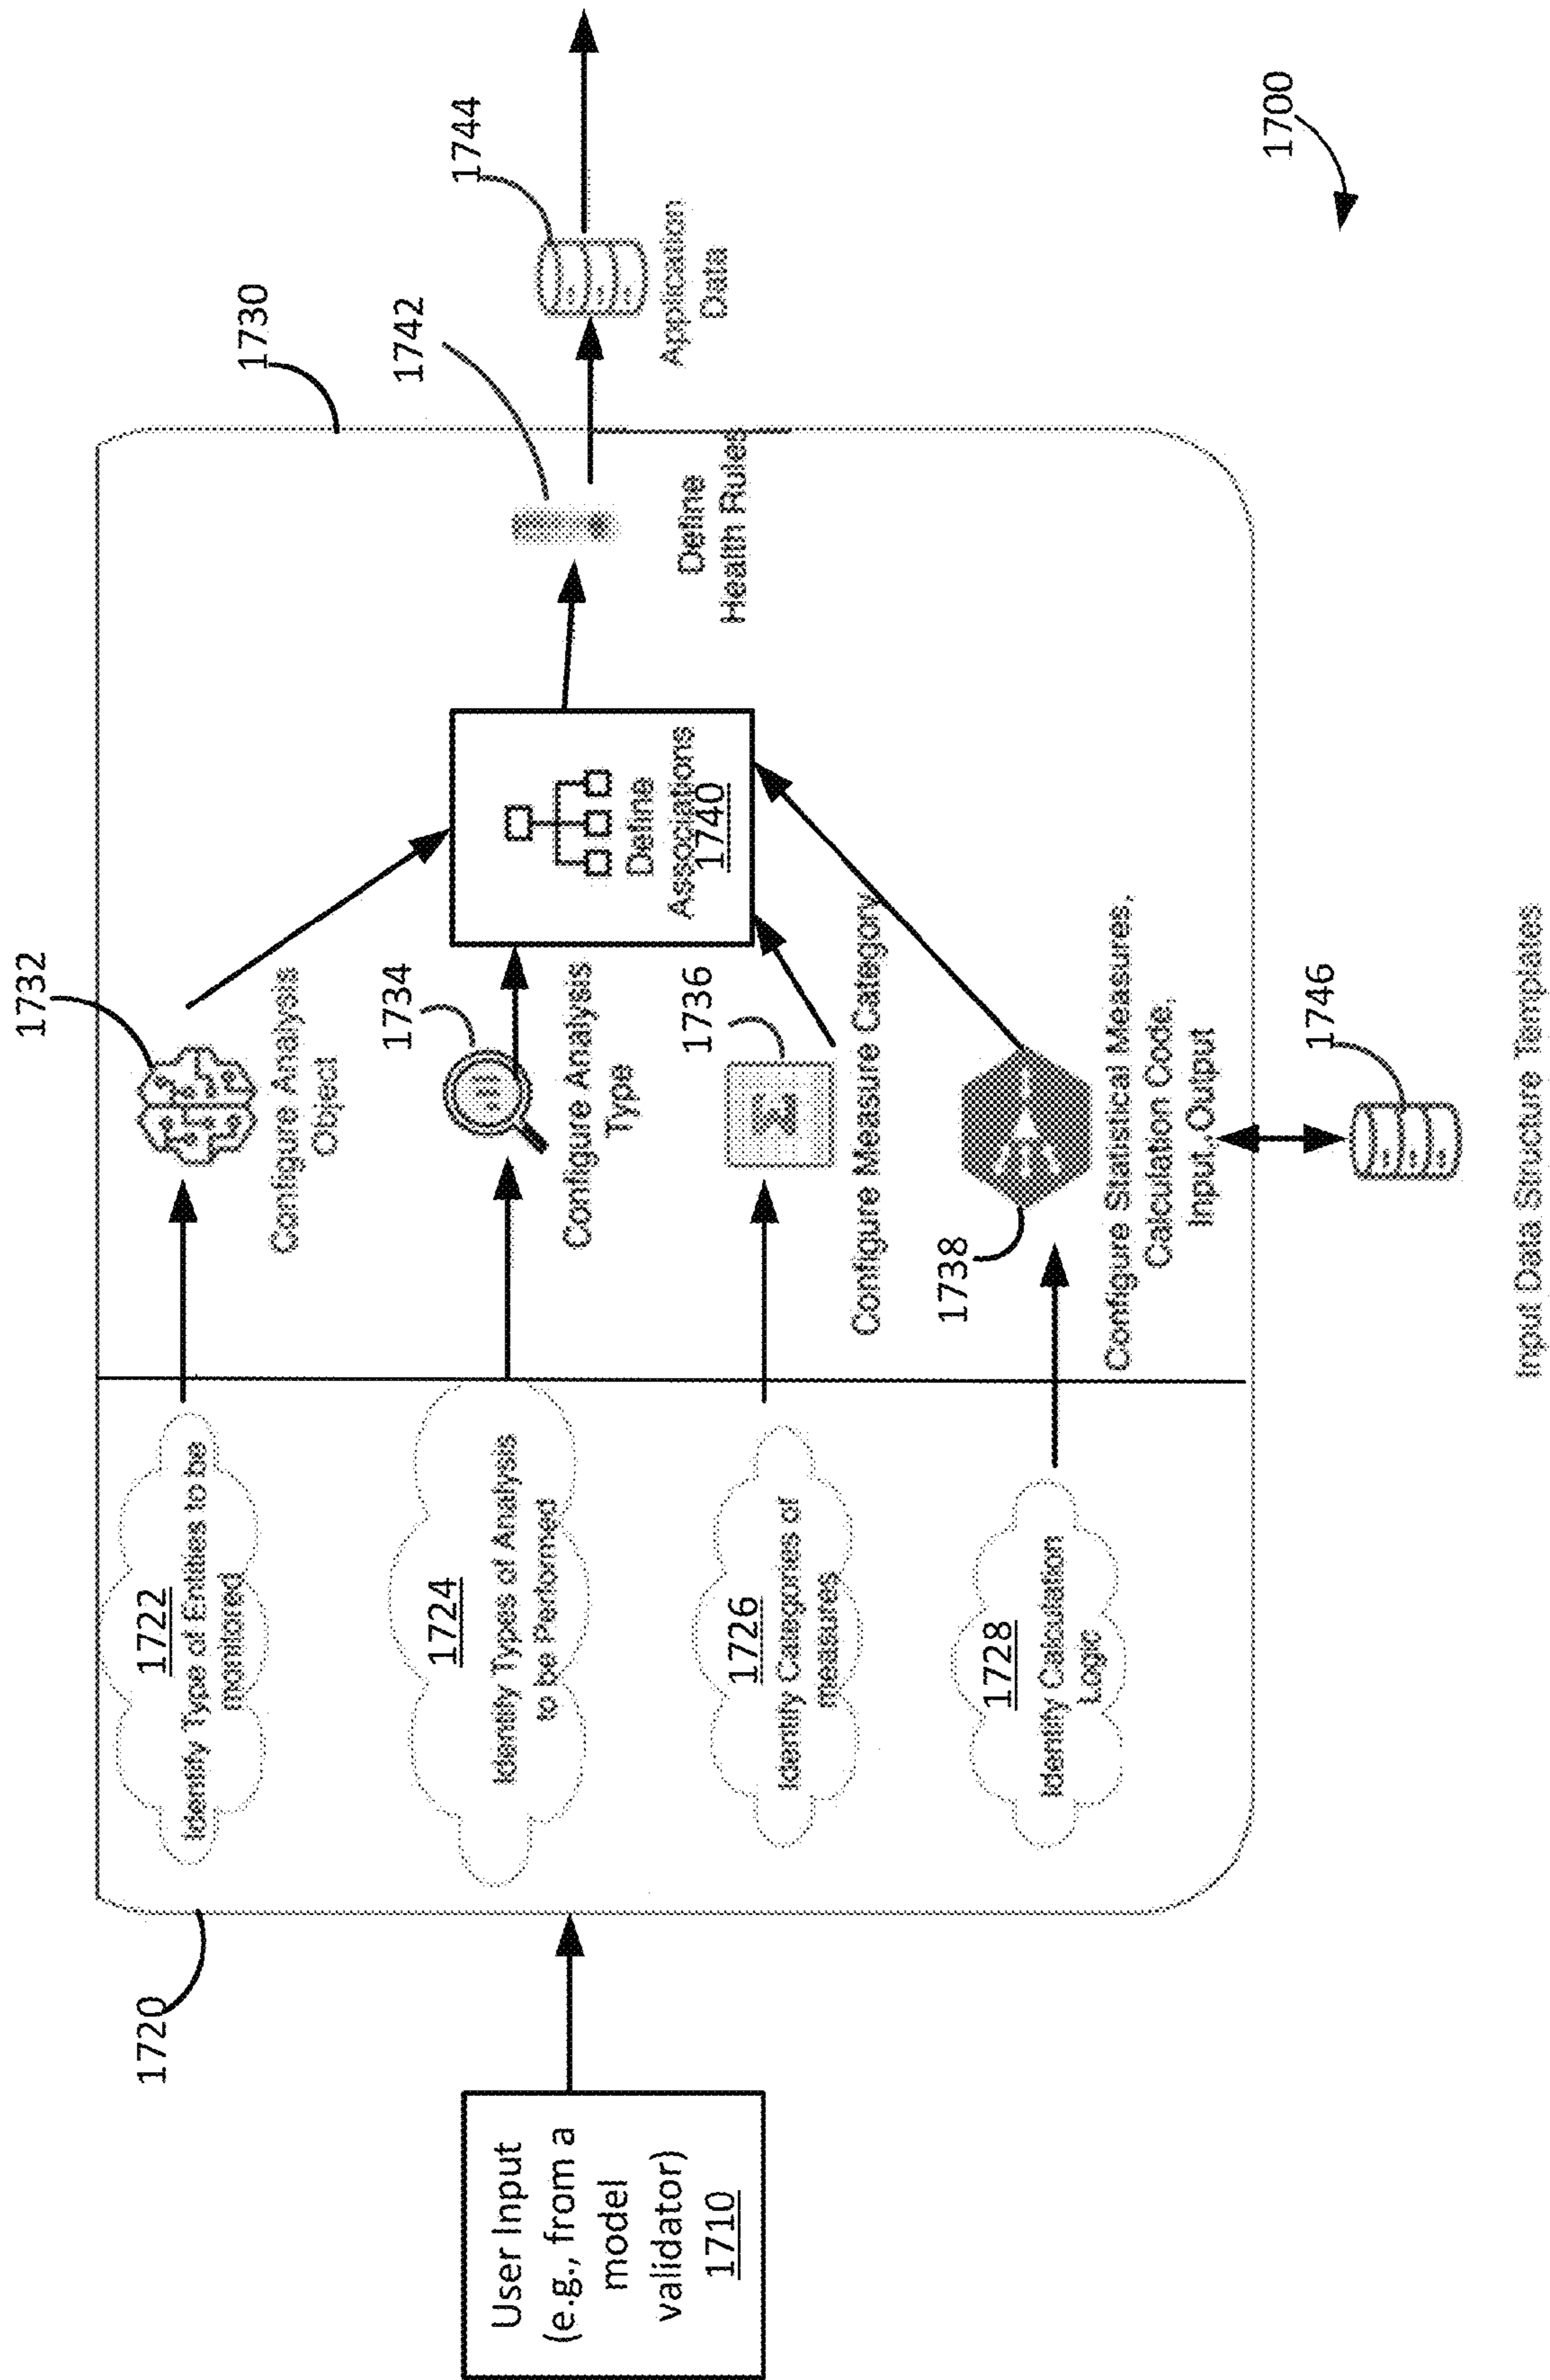 User Input
(e.g., from a
model
validator)
1710
1720
1722
Identify Type of Entities to be
monitored
1724
Identify Types of Analysis
to be Performed
1726
Identify Categories of
measures
1728
Identify Calculation
Logic
1730
1732
Configure Analysis
Object
1734
Configure Analysis
Type
1736
Configure Measure Category
1738
Configure Statistical Measures,
Calculation Code,
Input, Output
1746
Input Data Structure Templates
Define
Associations
1740
1742
Define
Health Rules
1744
Application
Data
1700